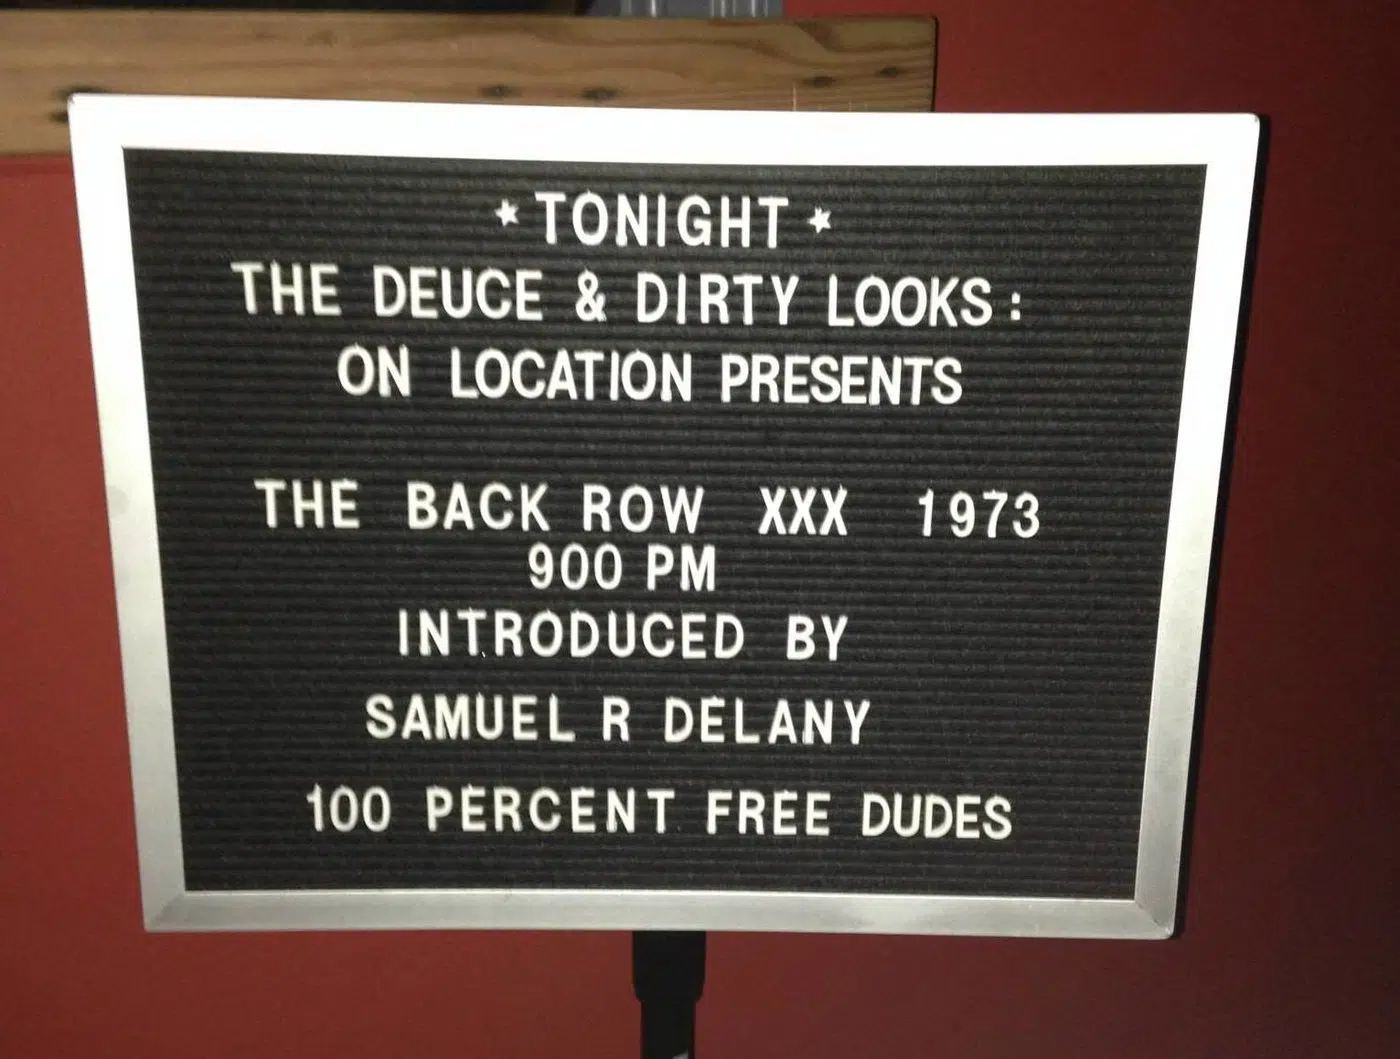 ★ TONIGHT ★
THE DEUCE & DIRTY LOOKS:
ON LOCATION PRESENTS
THE BACK ROW XXX 1973
900 PM
INTRODUCED BY
SAMUEL R DELANY
100 PERCENT FREE DUDES